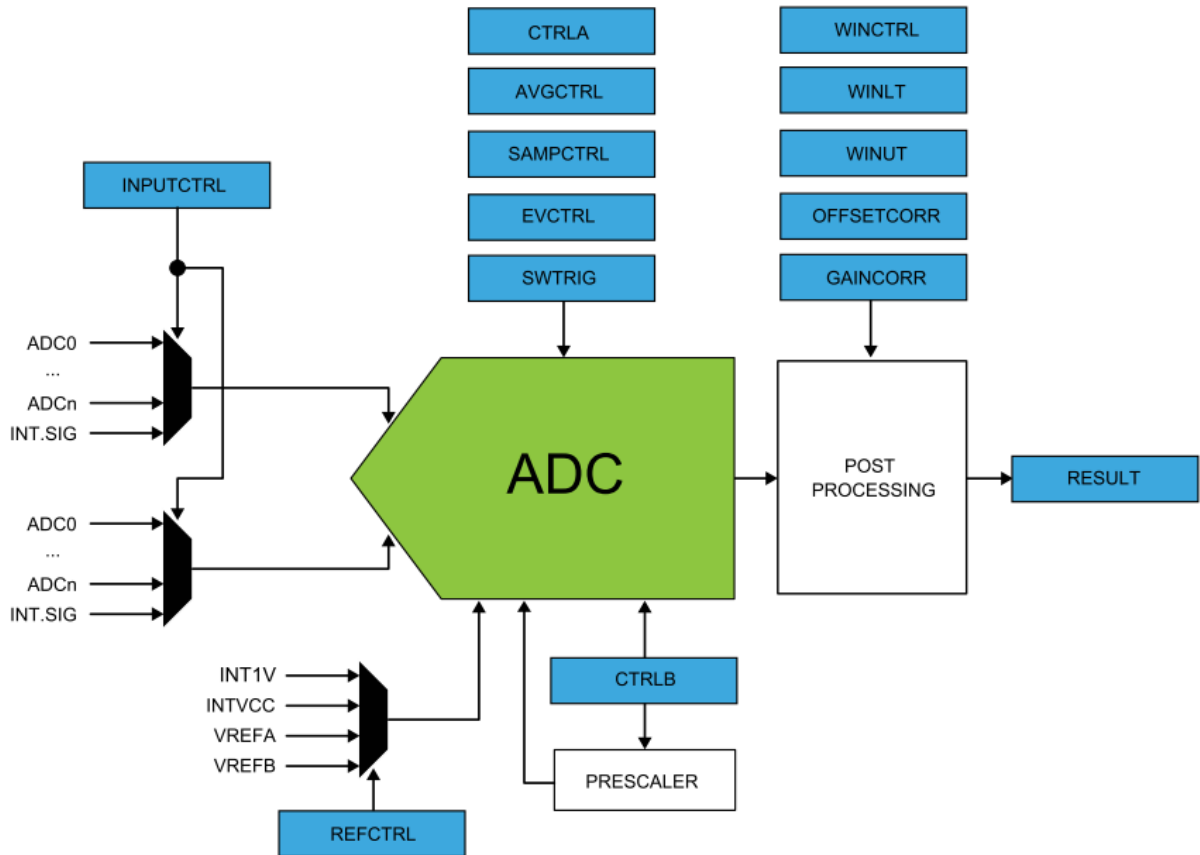 CTRLA
AVGCTRL
SAMPCTRL
EVCTRL
SWTRIG
WINCTRL
WINLT
WINUT
OFFSETCORR
GAINCORR
INPUTCTRL
ADC0
...
ADCn
INT.SIG
ADC0
...
ADCn
INT.SIG
ADC
POST
PROCESSING
RESULT
INT1V
INTVCC
VREFA
VREFB
REFCTRL
CTRLB
PRESCALER